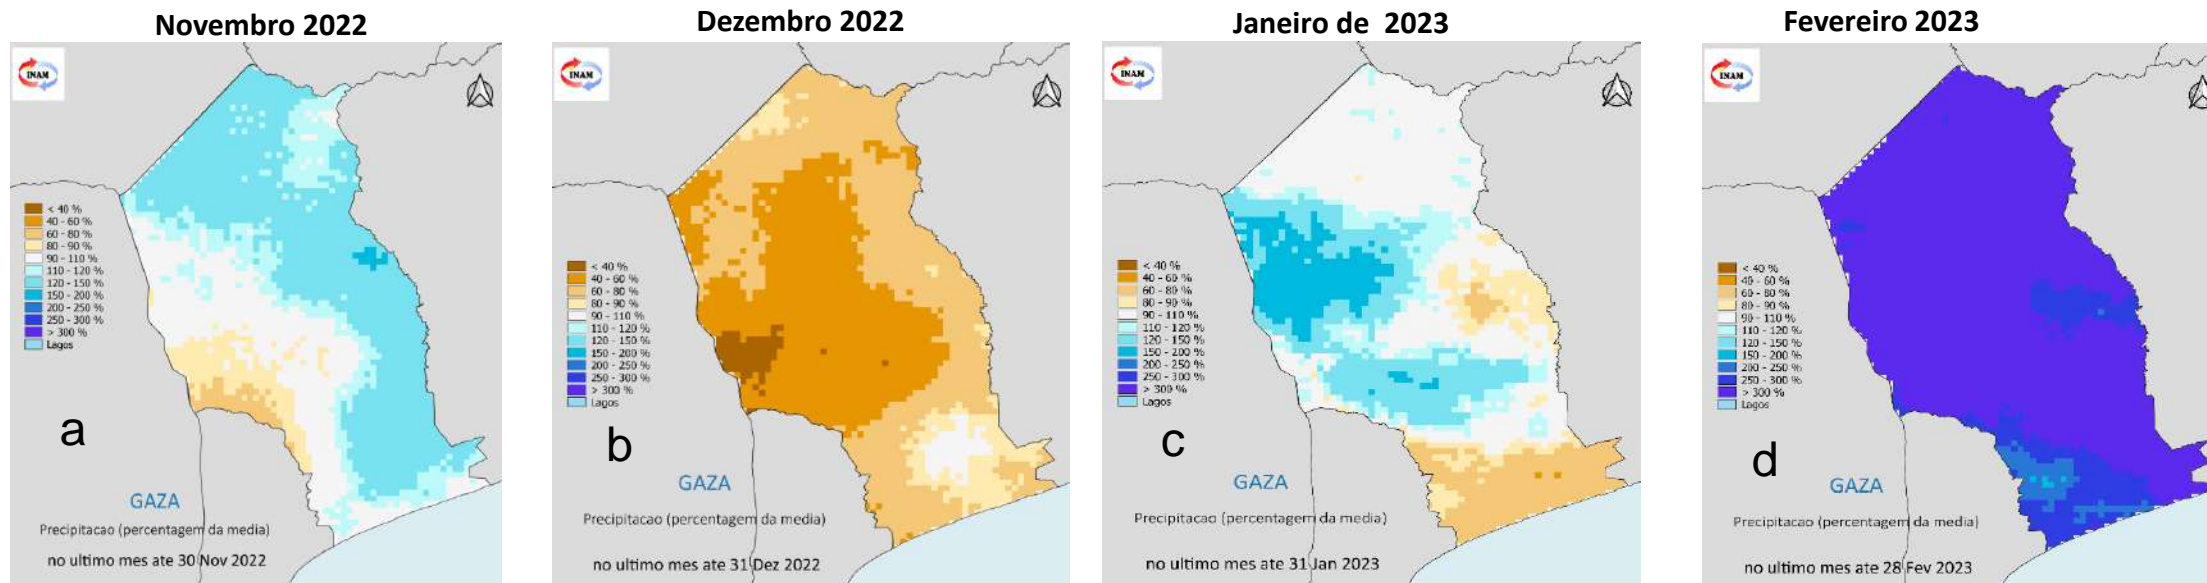 Novembro 2022
INAM
< 40 %
40 - 60 %
60 - 80 %
80 - 90 %
90 - 110 %
110 - 120 %
120 - 150 %
150 - 200 %
200 - 250 %
250 - 300 %
> 300 %
Lagos
a
GAZA
Precipitacao (percentagem da media)
no ultimo mes ate 30 Nov 2022
Dezembro 2022
INAM
< 40 %
40 - 60 %
60 - 80 %
80 - 90 %
90 - 110 %
110 - 120 %
120 - 150 %
150 - 200 %
200 - 250 %
250 - 300 %
> 300 %
Lagos
b
GAZA
Precipitacao (percentagem da media)
no ultimo mes ate 31 Dez 2022
Janeiro de 2023
INAM
< 40 %
40 - 60 %
60 - 80 %
80 - 90 %
90 - 110 %
110 - 120 %
120 - 150 %
150 - 200 %
200 - 250 %
250 - 300 %
> 300 %
Lagos
c
GAZA
Precipitacao (percentagem da media)
no ultimo mes ate 31 Jan 2023
Fevereiro 2023
INAM
< 40 %
40 - 60 %
60 - 80 %
80 - 90 %
90 - 110 %
110 - 120 %
120 - 150 %
150 - 200 %
200 - 250 %
250 - 300 %
> 300 %
Lagos
d
GAZA
Precipitacao (percentagem da media)
no ultimo mes ate 28 Fev 2023